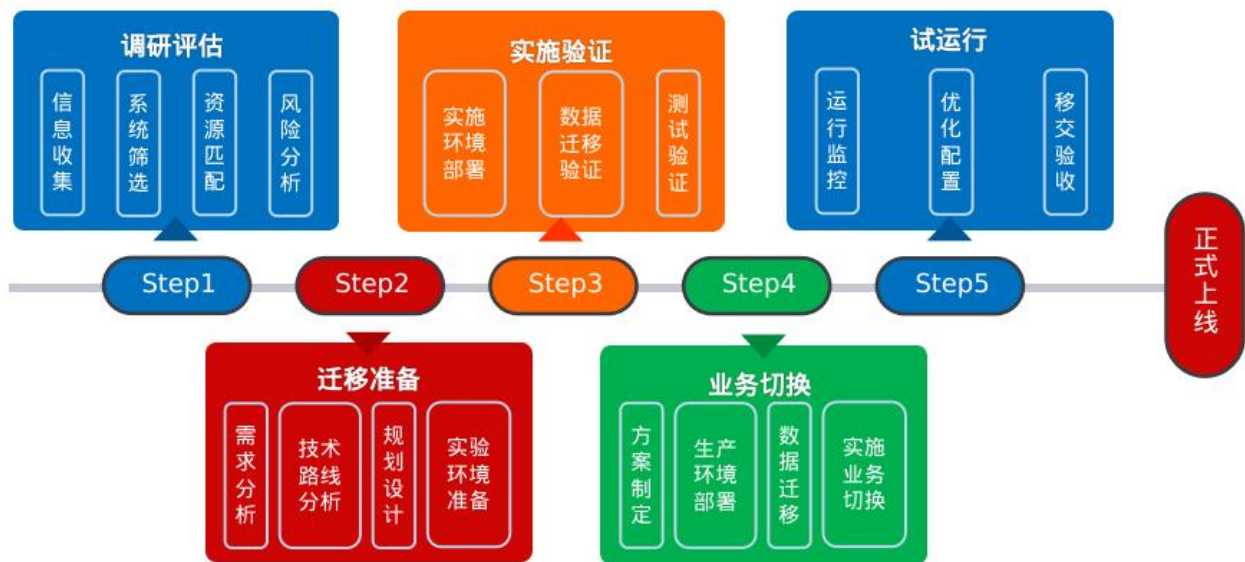 调研评估
信息收集
系统筛选
资源匹配
风险分析
实施验证
实施
环境
部署
数据
迁移
验证
测试验证
试运行
运行监控
优化配置
移交验收
Step1
Step2
Step3
Step4
Step5
正式上线
迁移准备
需求分析
技术
路线
分析
规划设计
实验
环境
准备
业务切换
方案制定
生产
环境
部署
数据迁移
实施
业务
切换